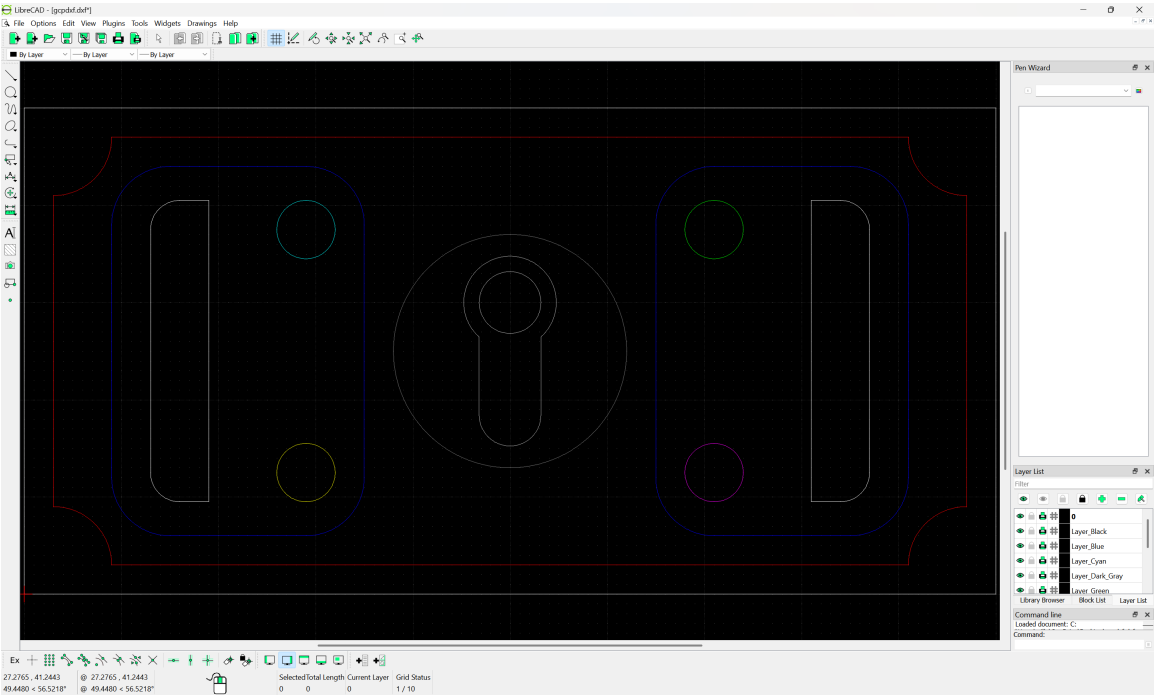 LibreCAD - [gcpdxf.dxf*]
File Options Edit View Plugins Tools Widgets Drawings Help
By Layer By Layer By Layer
Pen Wizard
Layer List
Filter
0
Layer_Black
Layer_Blue
Layer_Cyan
Layer_Dark_Gray
Layer_Green
Library Browser Block List Layer List
Command line
Loaded document: C:
Command:
Ex
27.2765 , 41.2443 @ 27.2765 , 41.2443 Selected Total Length Current Layer Grid Status
49.4480 < 56.5218° @ 49.4480 < 56.5218° 0 0 0 1 / 10